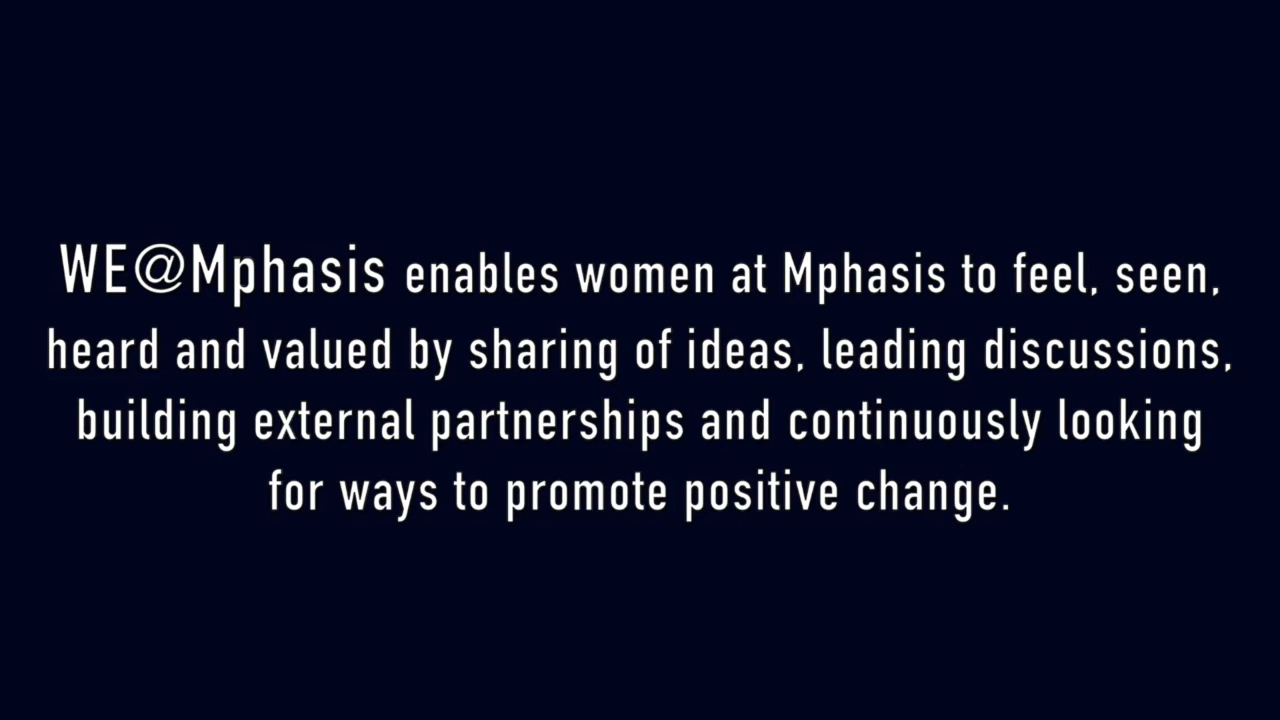 WE@Mphasis enables women at Mphasis to feel, seen,
heard and valued by sharing of ideas, leading discussions,
building external partnerships and continuously looking
for ways to promote positive change.